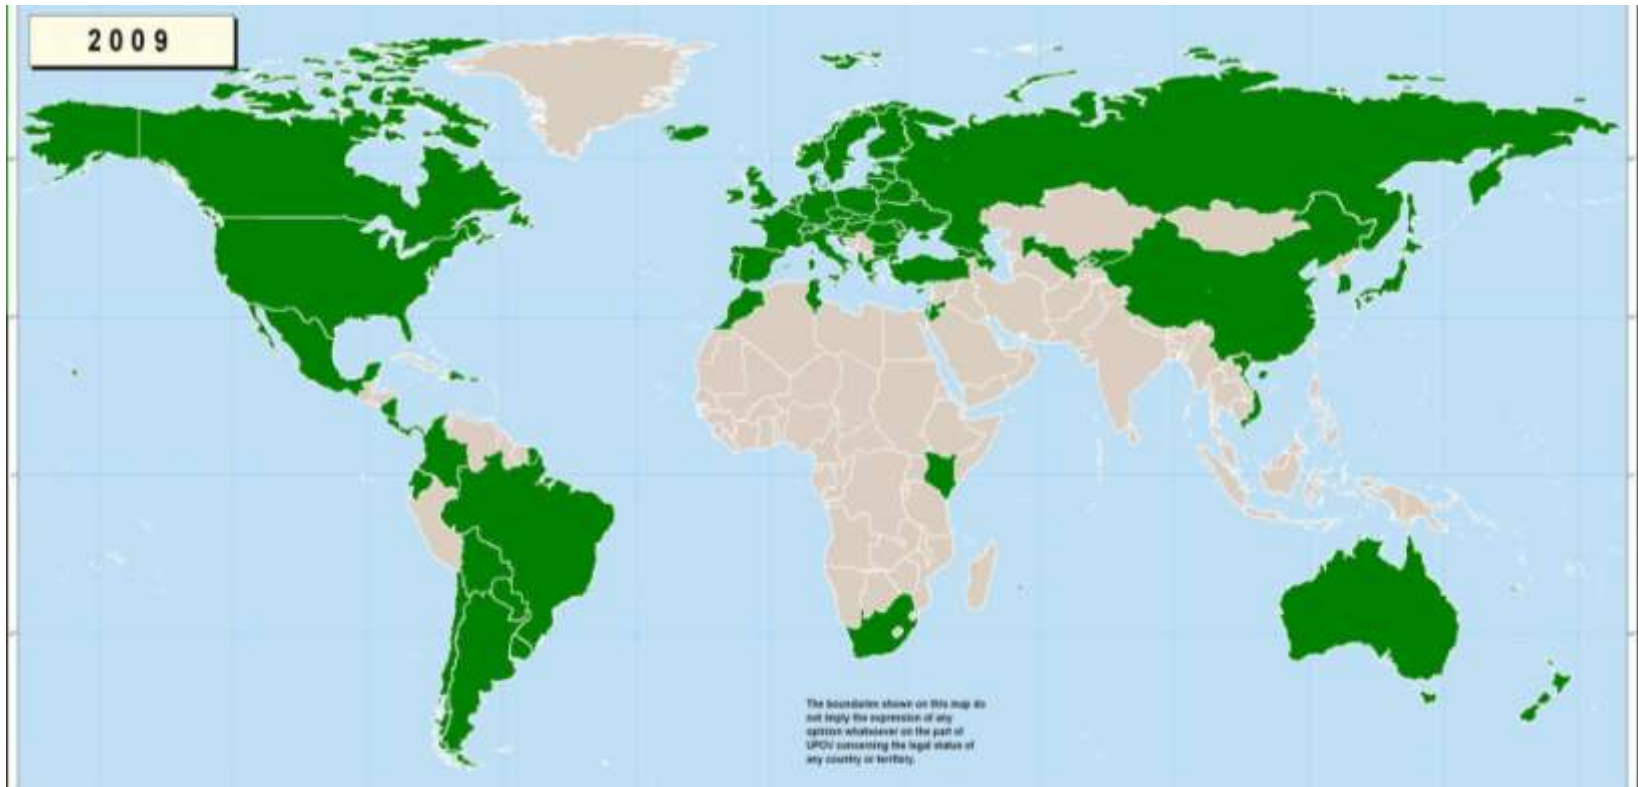 2009
The boundaries shown on this map do
not imply the expression of any
opinion whatsoever on the part of
UPOV concerning the legal status of
any country or territory.